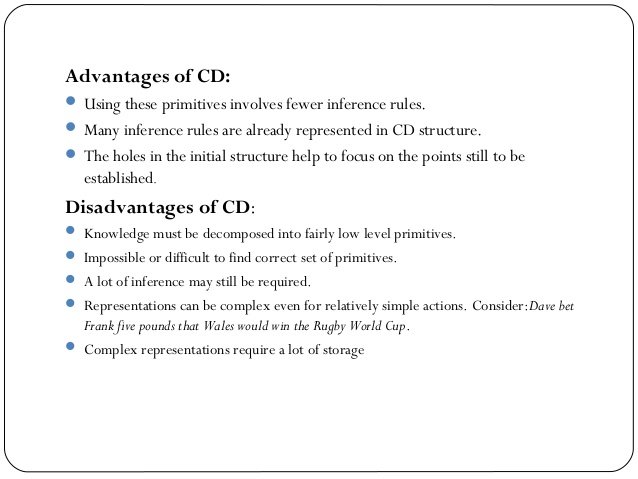 Advantages of CD:
Using these primitives involves fewer inference rules.
Many inference rules are already represented in CD structure.
The holes in the initial structure help to focus on the points still to be
established.
Disadvantages of CD:
Knowledge must be decomposed into fairly low level primitives.
Impossible or difficult to find correct set of primitives.
A lot of inference may still be required.
Representations can be complex even for relatively simple actions. Consider:Dave bet
Frank five pounds that Wales would win the Rugby World Cup.
Complex representations require a lot of storage